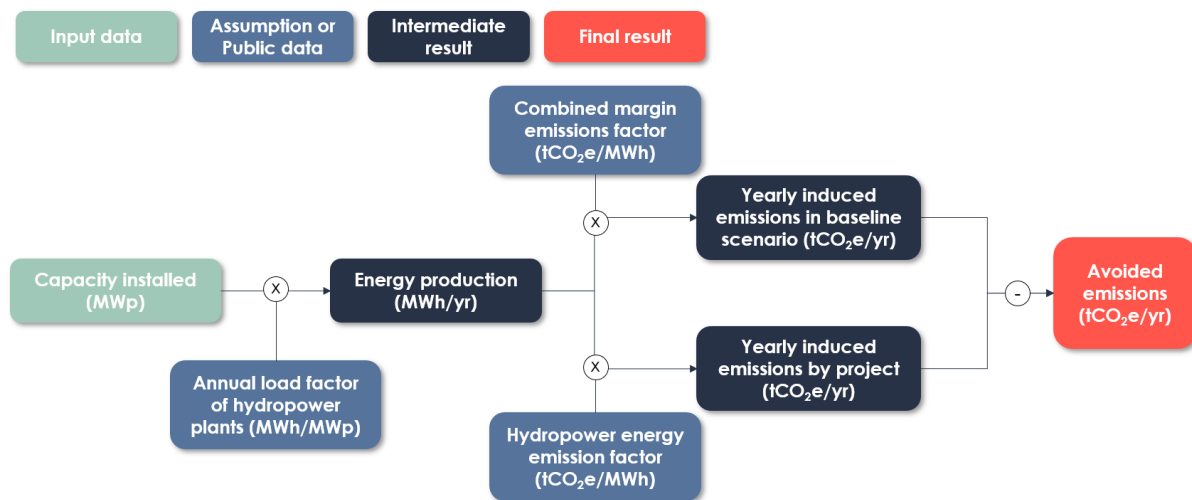 Input data
Assumption or
Public data
Intermediate
result
Final result
Combined margin
emissions factor
(tCO₂e/MWh)
Yearly induced
emissions in baseline
scenario (tCO₂e/yr)
X
Capacity installed
(MWp)
X
Energy production
(MWh/yr)
-
Avoided
emissions
(tCO₂e/yr)
X
Yearly induced
emissions by project
(tCO₂e/yr)
Annual load factor
of hydropower
plants (MWh/MWp)
Hydropower energy
emission factor
(tCO₂e/MWh)